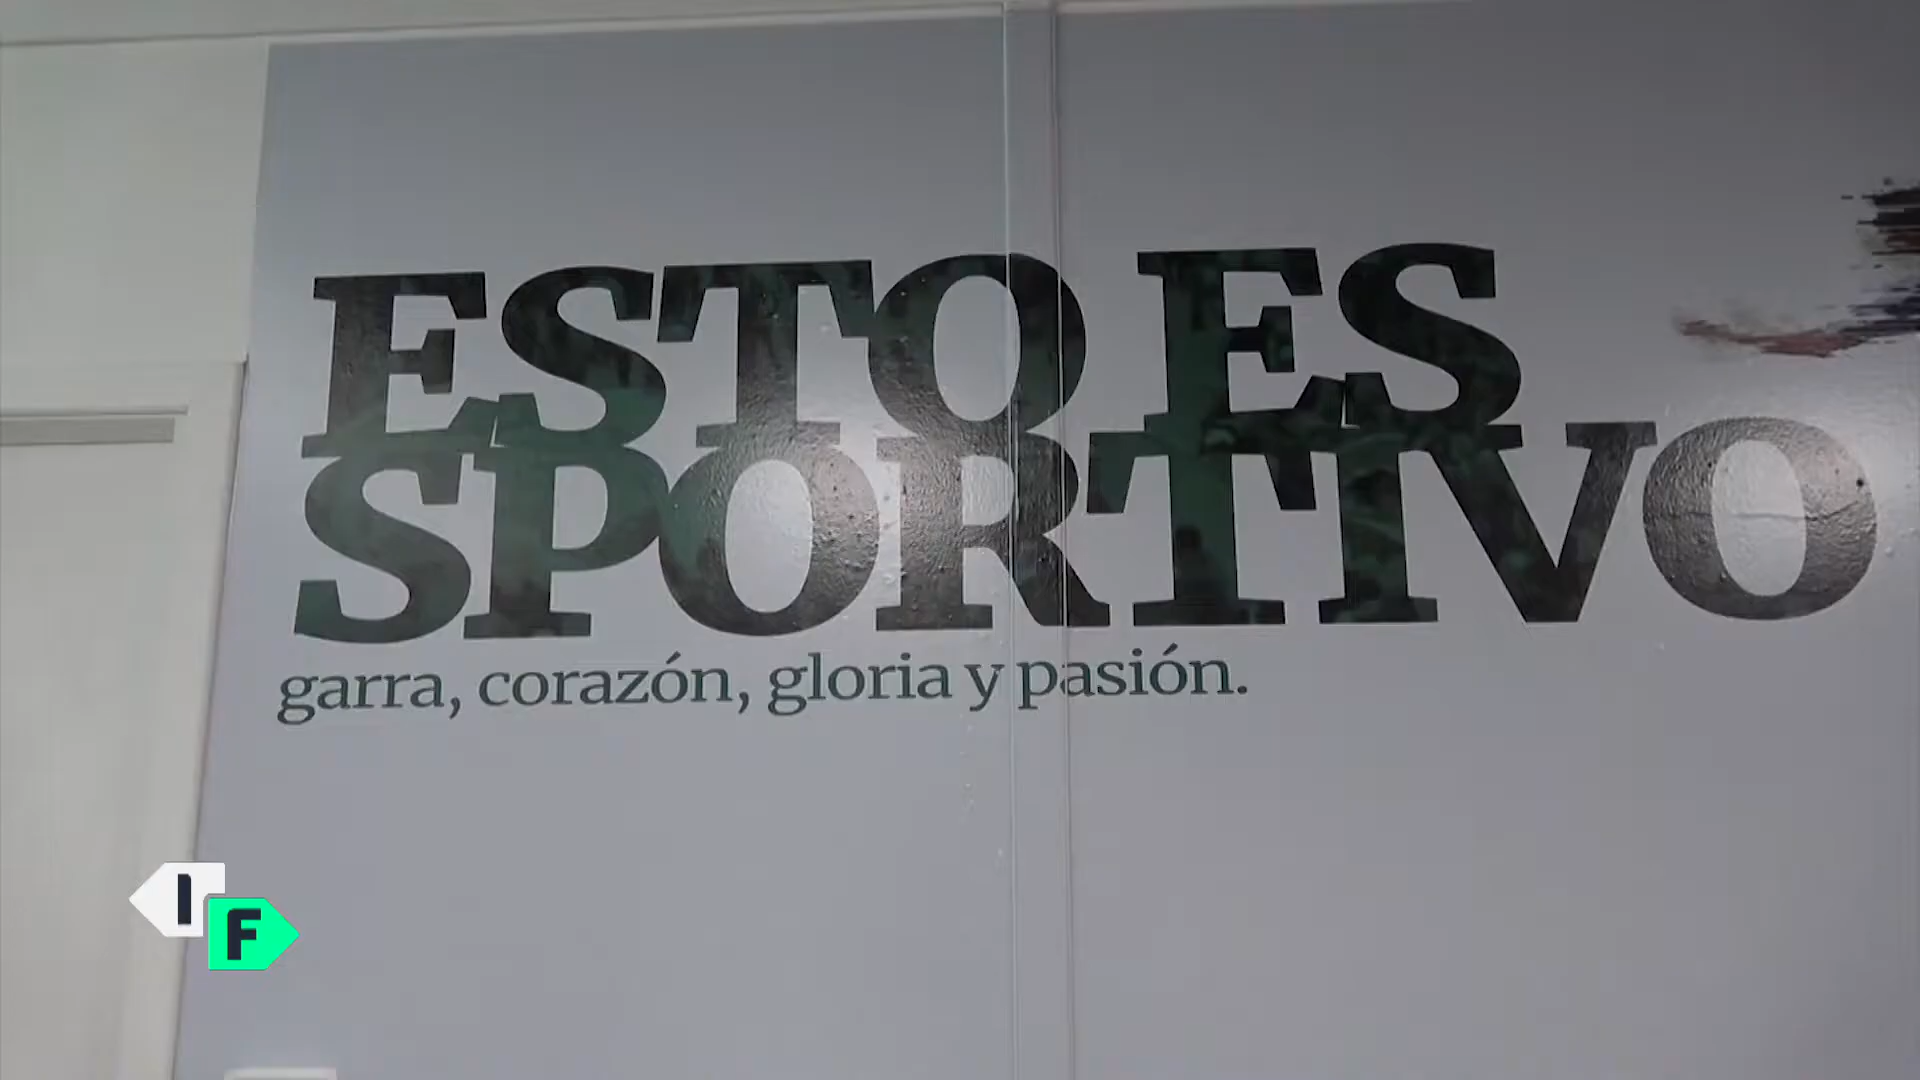 ESTO ES
SPORTIVO
garra, corazón, gloria y pasión.
I
F